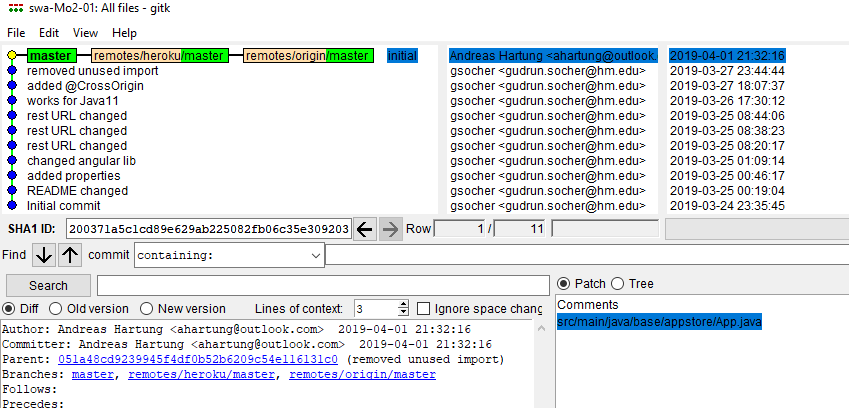 swa-Mo2-01: All files - gitk
File Edit View Help
master remotes/heroku/master remotes/origin/master initial Andreas Hartung <ahartung@outlook. 2019-04-01 21:32:16
removed unused import gsocher <gudrun.socher@hm.edu> 2019-03-27 23:44:44
added @CrossOrigin gsocher <gudrun.socher@hm.edu> 2019-03-27 18:07:37
works for Java11 gsocher <gudrun.socher@hm.edu> 2019-03-26 17:30:12
rest URL changed gsocher <gudrun.socher@hm.edu> 2019-03-25 08:44:06
rest URL changed gsocher <gudrun.socher@hm.edu> 2019-03-25 08:38:23
rest URL changed gsocher <gudrun.socher@hm.edu> 2019-03-25 08:20:17
changed angular lib gsocher <gudrun.socher@hm.edu> 2019-03-25 01:09:14
added properties gsocher <gudrun.socher@hm.edu> 2019-03-25 00:46:17
README changed gsocher <gudrun.socher@hm.edu> 2019-03-25 00:19:04
Initial commit gsocher <gudrun.socher@hm.edu> 2019-03-24 23:35:45
SHA1 ID: 200371a5c1cd89e629ab225082fb06c35e309203 Row 1 / 11
Find commit containing:
Search Patch Tree
Diff Old version New version Lines of context: 3 Ignore space chang
Comments
src/main/java/base/appstore/App.java
Author: Andreas Hartung <ahartung@outlook.com> 2019-04-01 21:32:16
Committer: Andreas Hartung <ahartung@outlook.com> 2019-04-01 21:32:16
Parent: 051a48cd9239945f4df0b52b6209c54e116131c0 (removed unused import)
Branches: master, remotes/heroku/master, remotes/origin/master
Follows:
Precedes: